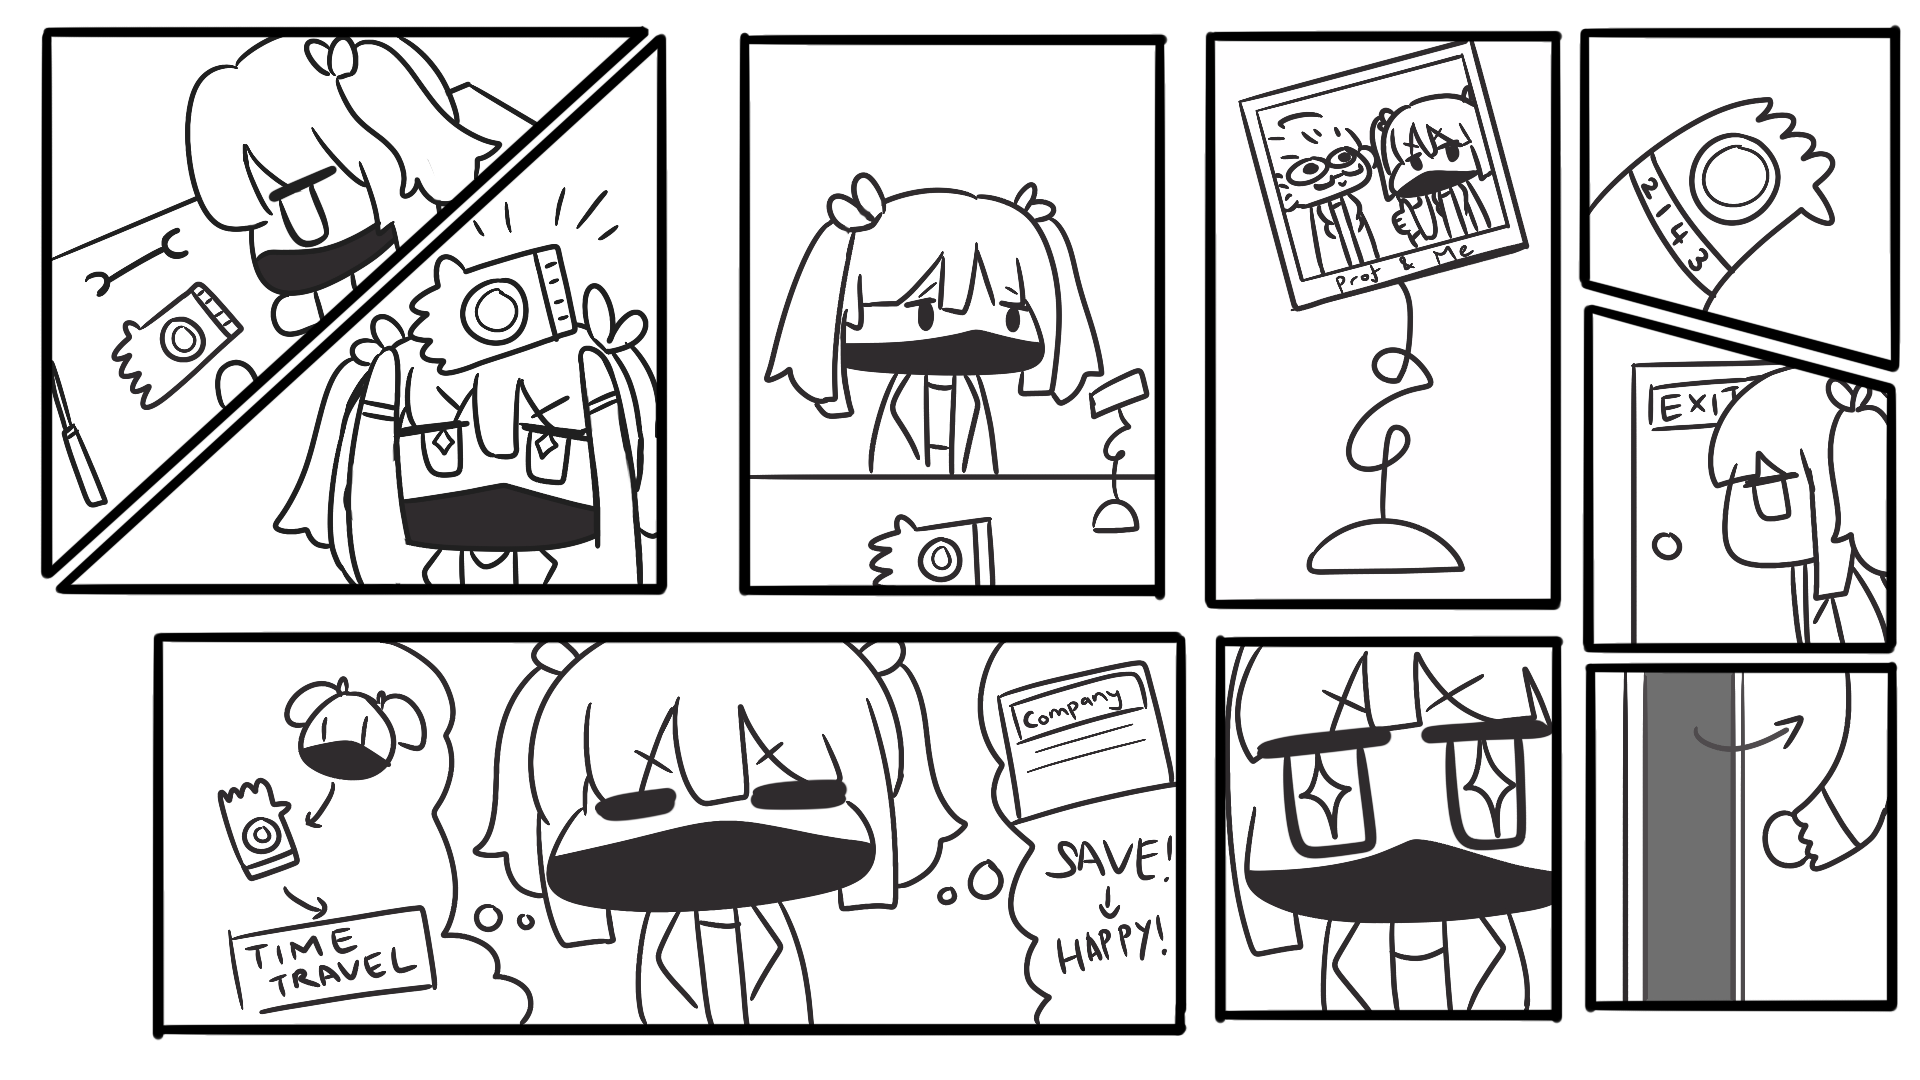 Prof & Me
2143
EXIT
TIME
TRAVEL
Company
SAVE!
HAPPY!